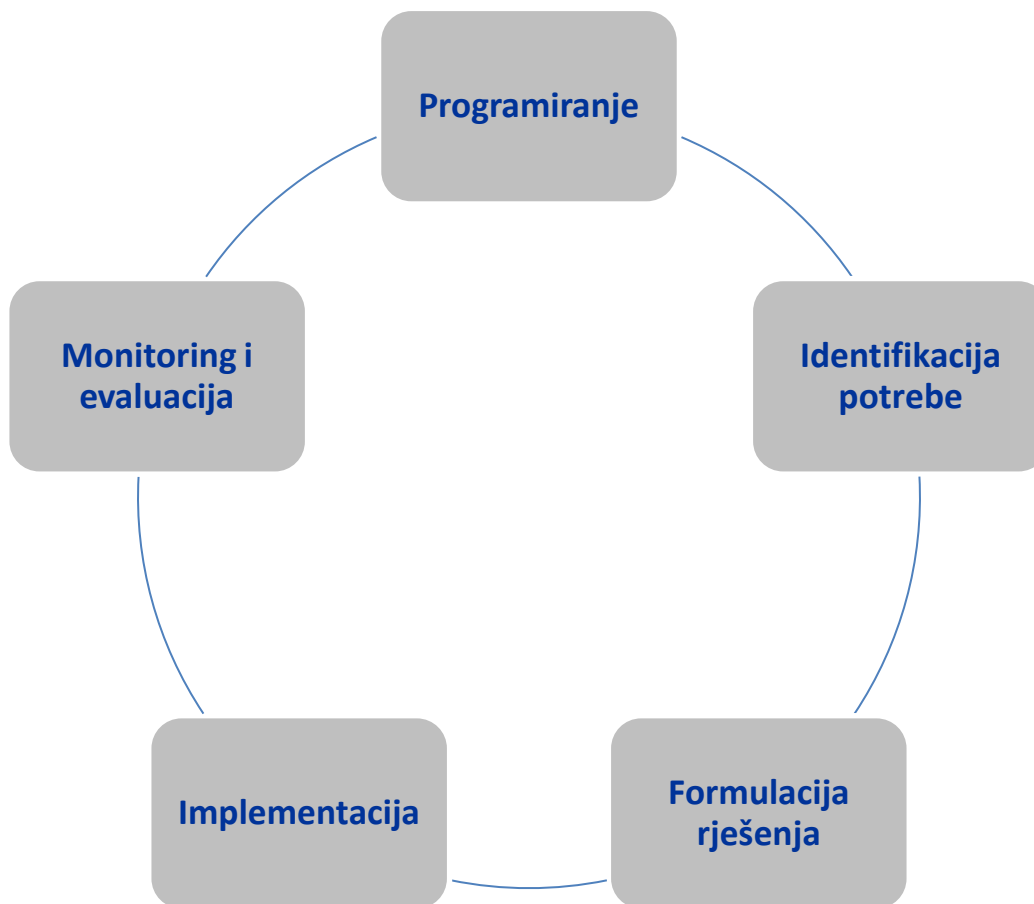 Programiranje
Identifikacija
potrebe
Formulacija
rješenja
Implementacija
Monitoring i
evaluacija